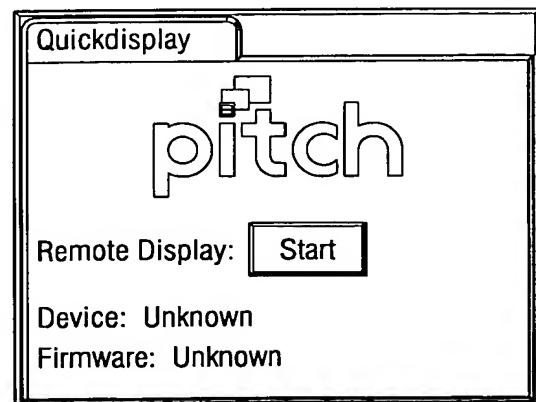 Quickdisplay
pitch
Remote Display: Start
Device: Unknown
Firmware: Unknown